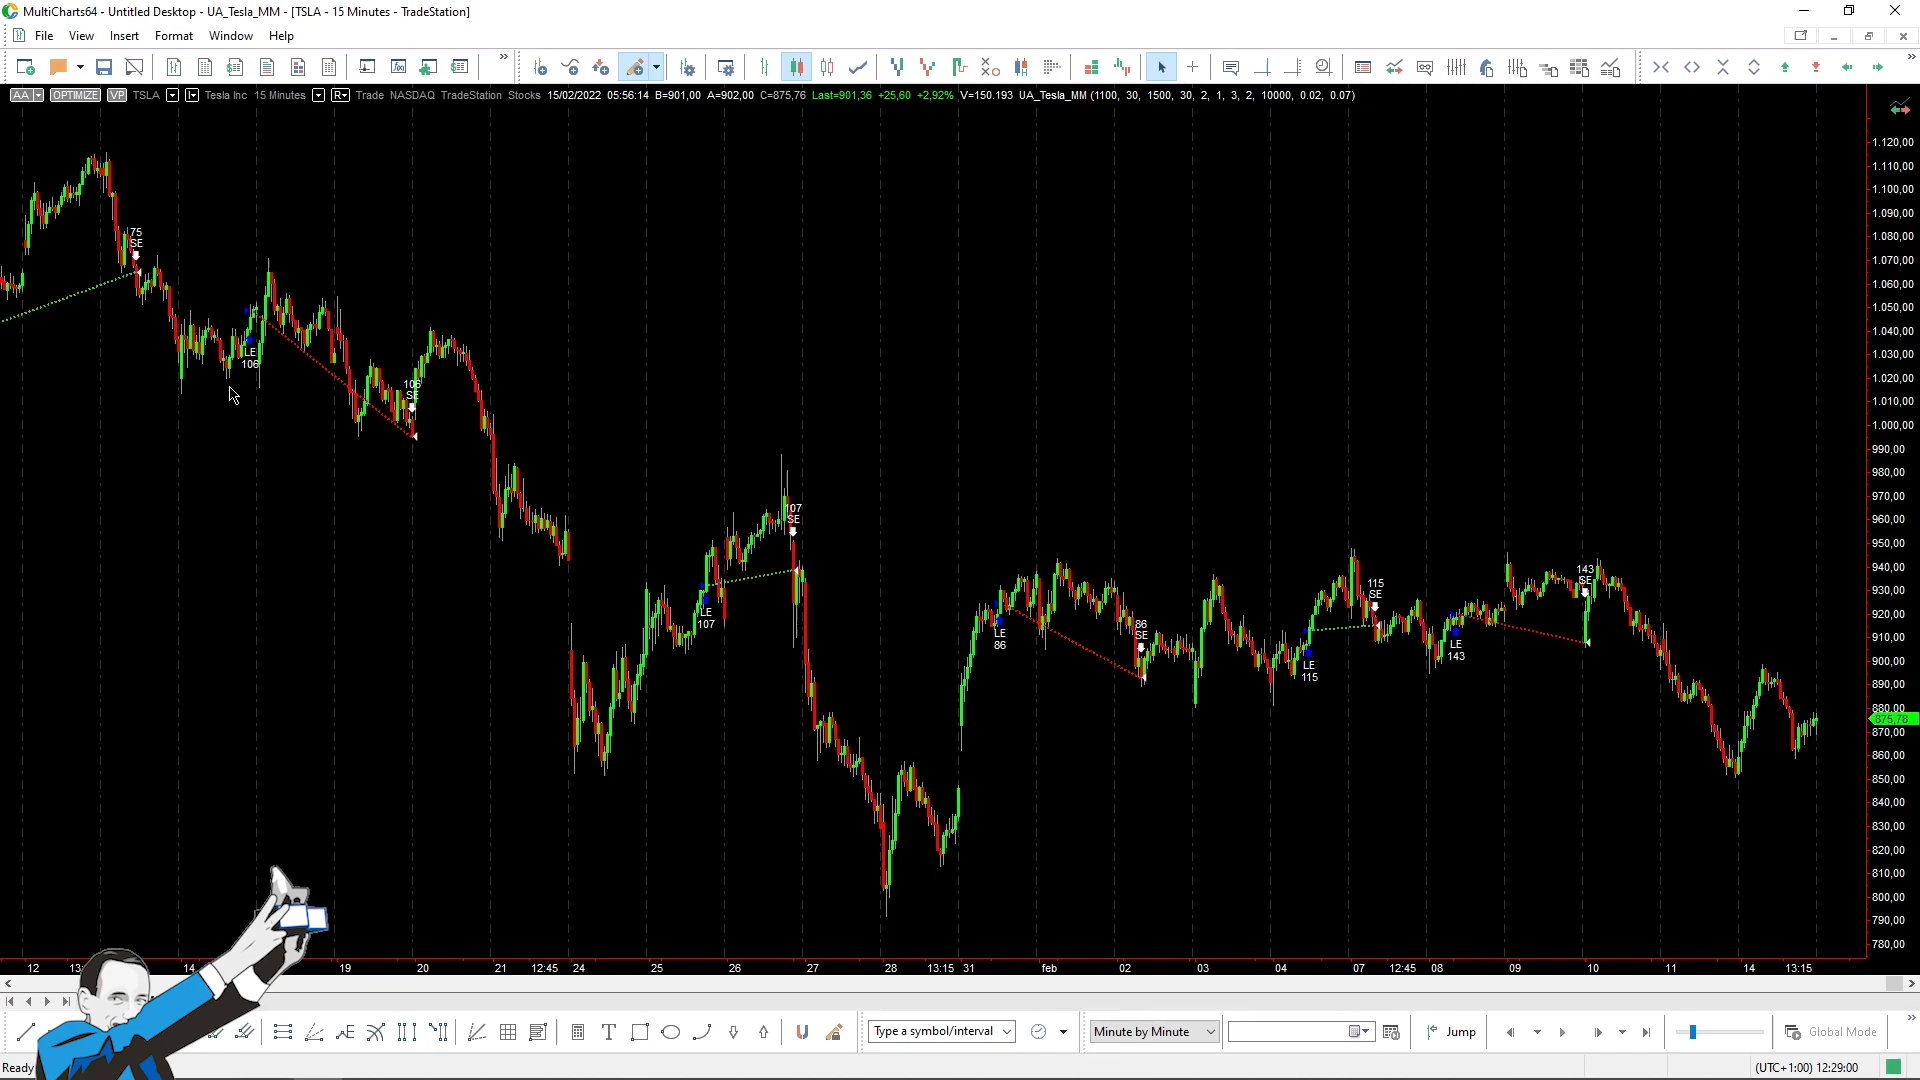 MultiCharts64 - Untitled Desktop - UA_Tesla_MM - [TSLA - 15 Minutes - TradeStation]
File View Insert Format Window Help
AA OPTIMIZE VP TSLA Tesla Inc 15 Minutes R Trade NASDAQ TradeStation Stocks 15/02/2022 05:56:14 B=901,00 A=902,00 C=875,76 Last=901,36 +25,60 +2,92% V=150.193 UA_Tesla_MM (1100, 30, 1500, 30, 2, 1, 3, 2, 10000, 0.02, 0.07)
1.120,00
1.110,00
1.100,00
1.090,00
1.080,00
1.070,00
1.060,00
1.050,00
1.040,00
1.030,00
1.020,00
1.010,00
1.000,00
990,00
980,00
970,00
960,00
950,00
940,00
930,00
920,00
910,00
900,00
890,00
880,00
875,78
870,00
860,00
850,00
840,00
830,00
820,00
810,00
800,00
790,00
780,00
75
SE
LE
106
106
SE
LE
107
107
SE
LE
86
86
SE
LE
115
115
SE
LE
143
143
SE
12 13 14 19 20 21 12:45 24 25 26 27 28 13:15 31 feb 02 03 04 07 12:45 08 09 10 11 14 13:15
Type a symbol/interval Minute by Minute Jump Global Mode
Ready (UTC+1:00) 12:29:00